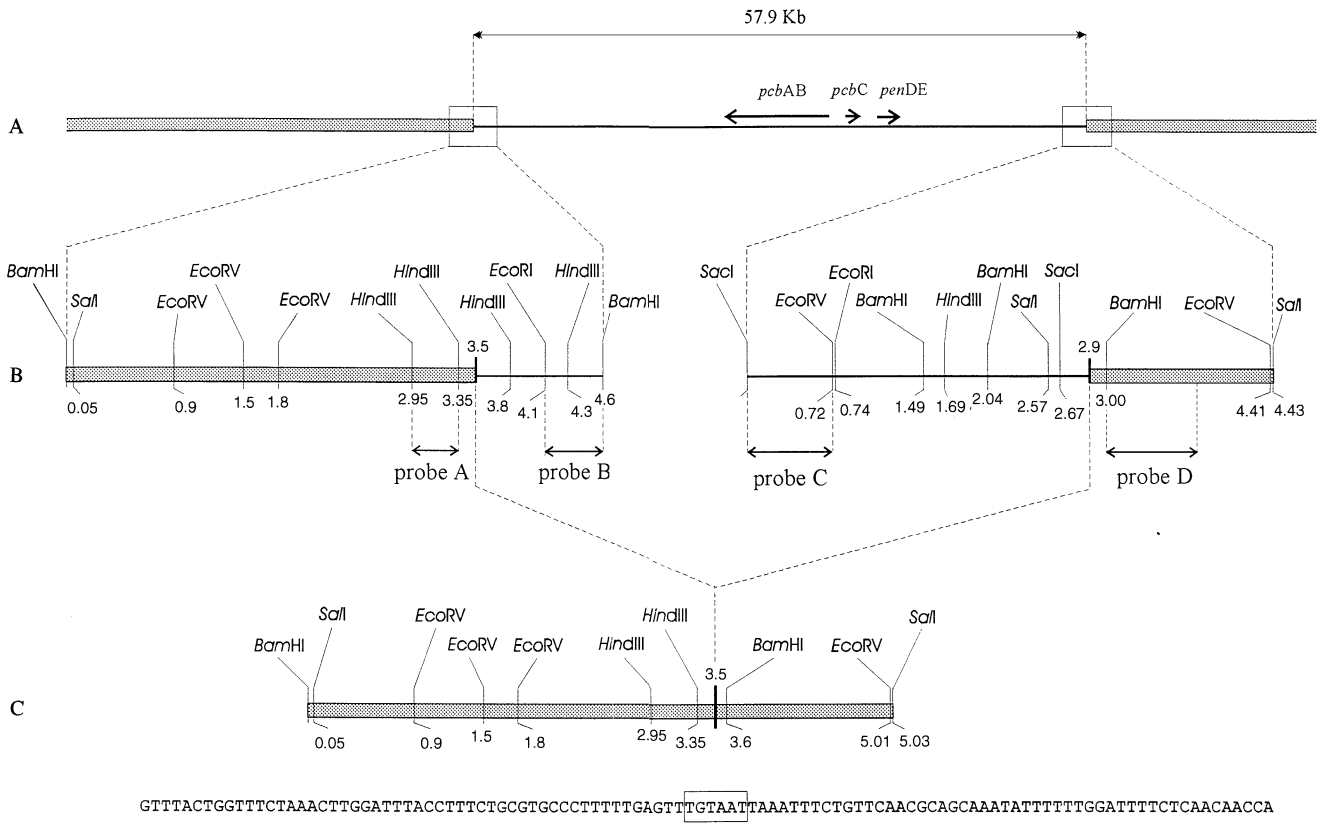 57.9 Kb
pcbAB pcbC penDE
A
BamHI SalI EcoRV EcoRV EcoRV HindIII HindIII HindIII EcoRI HindIII BamHI SacI EcoRV EcoRI BamHI HindIII BamHI SalI SacI BamHI EcoRV SalI
3.5 2.9
B
0.05 0.9 1.5 1.8 2.95 3.35 3.8 4.1 4.3 4.6 0.72 0.74 1.49 1.69 2.04 2.57 2.67 3.00 4.41 4.43
probe A probe B probe C probe D
BamHI SalI EcoRV EcoRV EcoRV HindIII HindIII BamHI EcoRV SalI
3.5
C
0.05 0.9 1.5 1.8 2.95 3.35 3.6 5.01 5.03
GTTTACTGGTTTCTAAACTTGGATTTACCTTTCTGCGTGCCCTTTTTGAGTTTGTAATTAAATTTCTGTTCAACGCAGCAAATATTTTTTGGATTTTCTCAACAACCA